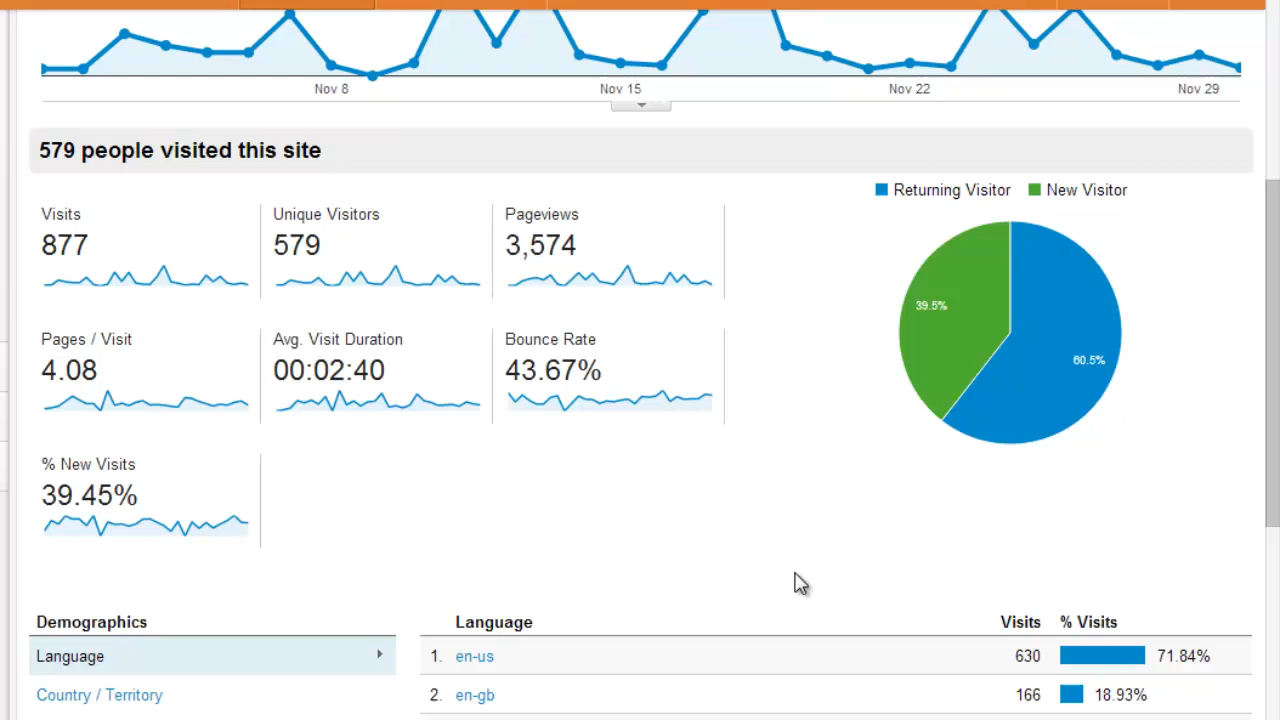 Nov 8 Nov 15 Nov 22 Nov 29
579 people visited this site
Returning Visitor New Visitor
Visits Unique Visitors Pageviews
877 579 3,574
39.5%
60.5%
Pages / Visit Avg. Visit Duration Bounce Rate
4.08 00:02:40 43.67%
% New Visits
39.45%
Demographics Language Visits % Visits
Language 1. en-us 630 71.84%
Country / Territory 2. en-gb 166 18.93%